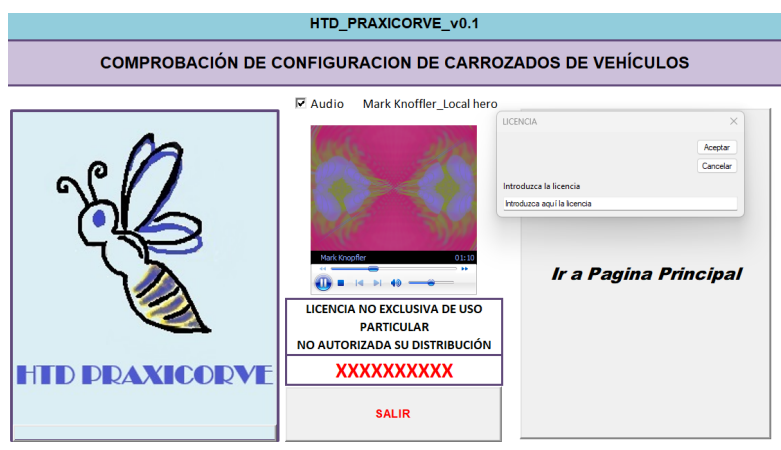 HTD_PRAXICORVE_v0.1
COMPROBACIÓN DE CONFIGURACION DE CARROZADOS DE VEHÍCULOS
Audio
Mark Knoffler_Local hero
LICENCIA
Aceptar
Cancelar
Introduzca la licencia
Introduzca aquí la licencia
Mark Knopfler
01:10
Ir a Pagina Principal
LICENCIA NO EXCLUSIVA DE USO
PARTICULAR
NO AUTORIZADA SU DISTRIBUCIÓN
XXXXXXXXXX
HTD PRAXICORVE
SALIR